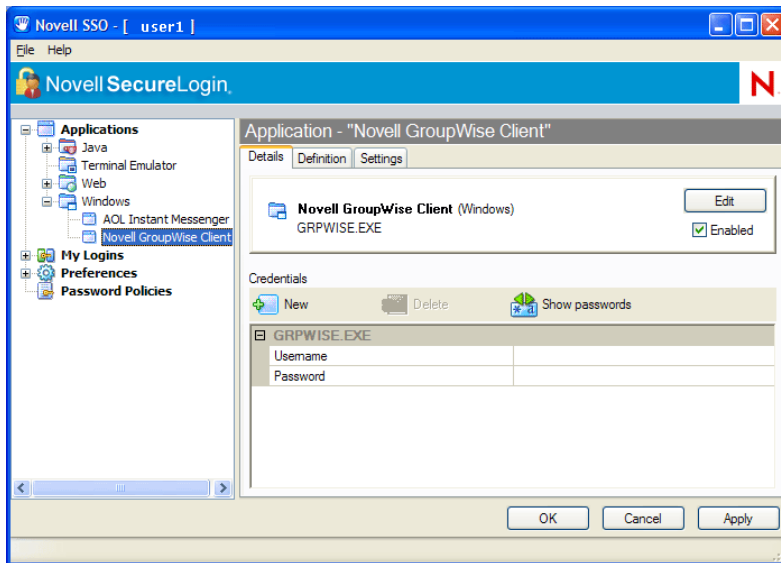 Novell SSO - [ user1 ]
File Help
Novell SecureLogin.
N.
Applications
Java
Terminal Emulator
Web
Windows
AOL Instant Messenger
Novell GroupWise Client
My Logins
Preferences
Password Policies
Application - "Novell GroupWise Client"
Details Definition Settings
Novell GroupWise Client (Windows)
GRPWISE.EXE
Edit
Enabled
Credentials
New Delete Show passwords
GRPWISE.EXE
Username
Password
OK Cancel Apply